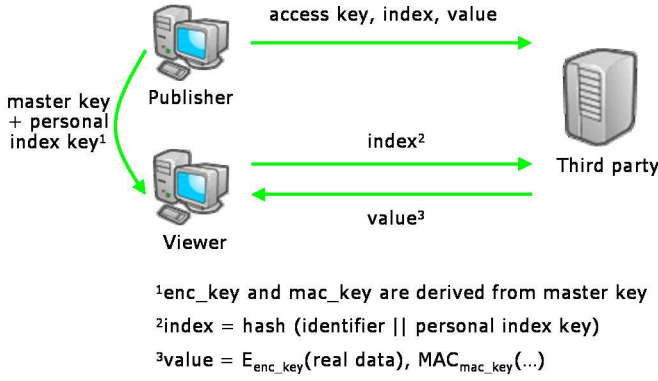 access key, index, value
Publisher
master key
+ personal
index key¹
index²
Third party
value³
Viewer
¹enc_key and mac_key are derived from master key
²index = hash (identifier || personal index key)
³value = E_enc_key(real data), MAC_mac_key(...)